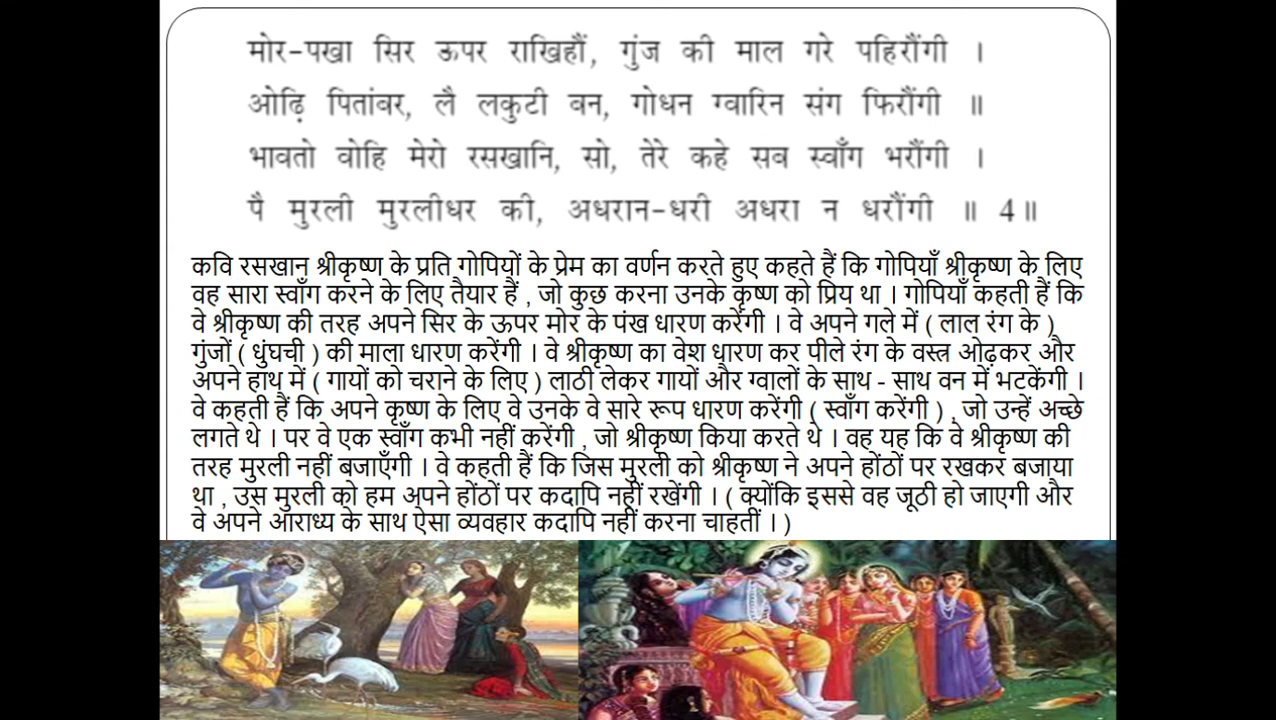 मोर-पखा सिर ऊपर राखिहौं, गुंज की माल गरे पहिरौंगी ।
ओढ़ि पितांबर, लै लकुटी बन, गोधन ग्वारिन संग फिरौंगी ॥
भावतो वोहि मेरो रसखानि, सो, तेरे कहे सब स्वाँग भरौंगी ।
पै मुरली मुरलीधर की, अधरान-धरी अधरा न धरौंगी ॥ 4॥
कवि रसखान श्रीकृष्ण के प्रति गोपियों के प्रेम का वर्णन करते हुए कहते हैं कि गोपियाँ श्रीकृष्ण के लिए
वह सारा स्वाँग करने के लिए तैयार हैं , जो कुछ करना उनके कृष्ण को प्रिय था । गोपियाँ कहती हैं कि
वे श्रीकृष्ण की तरह अपने सिर के ऊपर मोर के पंख धारण करेंगी । वे अपने गले में ( लाल रंग के )
गुंजों ( धुंघची ) की माला धारण करेंगी । वे श्रीकृष्ण का वेश धारण कर पीले रंग के वस्त्र ओढ़कर और
अपने हाथ में ( गायों को चराने के लिए ) लाठी लेकर गायों और ग्वालों के साथ - साथ वन में भटकेंगी ।
वे कहती हैं कि अपने कृष्ण के लिए वे उनके वे सारे रूप धारण करेंगी ( स्वाँग करेंगी ) , जो उन्हें अच्छे
लगते थे । पर वे एक स्वाँग कभी नहीं करेंगी , जो श्रीकृष्ण किया करते थे । वह यह कि वे श्रीकृष्ण की
तरह मुरली नहीं बजाएँगी । वे कहती हैं कि जिस मुरली को श्रीकृष्ण ने अपने होंठों पर रखकर बजाया
था , उस मुरली को हम अपने होंठों पर कदापि नहीं रखेंगी । ( क्योंकि इससे वह जूठी हो जाएगी और
वे अपने आराध्य के साथ ऐसा व्यवहार कदापि नहीं करना चाहतीं । )